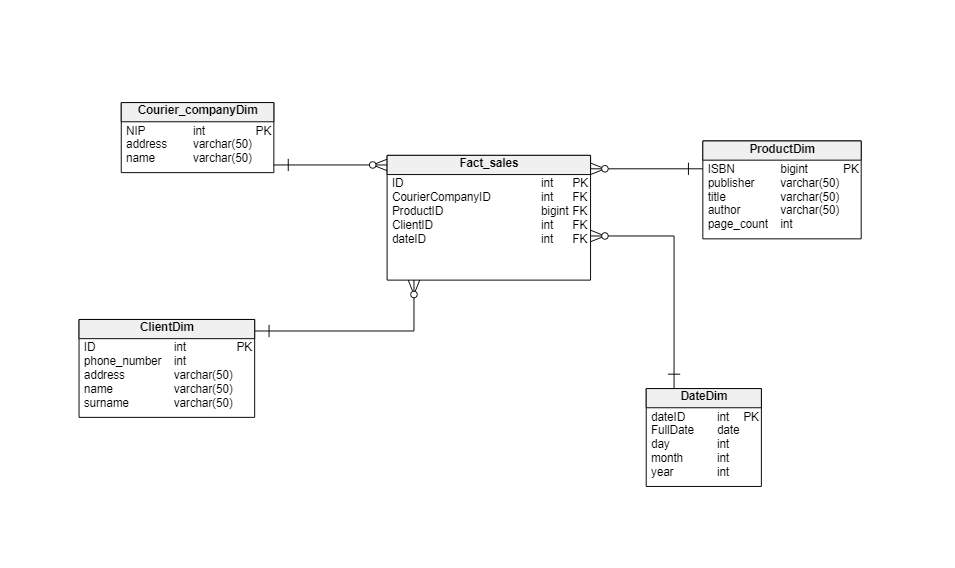 Courier_companyDim
NIP int PK
address varchar(50)
name varchar(50)
Fact_sales
ID int PK
CourierCompanyID int FK
ProductID bigint FK
ClientID int FK
dateID int FK
ProductDim
ISBN bigint PK
publisher varchar(50)
title varchar(50)
author varchar(50)
page_count int
ClientDim
ID int PK
phone_number int
address varchar(50)
name varchar(50)
surname varchar(50)
DateDim
dateID int PK
FullDate date
day int
month int
year int